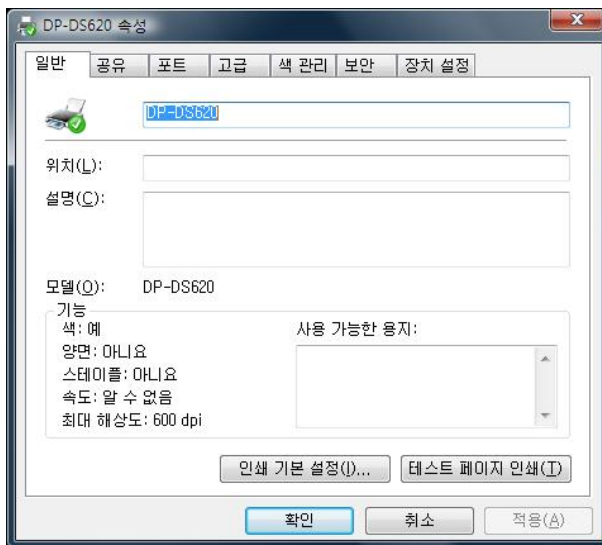 DP-DS620 속성
일반 공유 포트 고급 색 관리 보안 장치 설정
DP-DS620
위치(L):
설명(C):
모델(O): DP-DS620
기능
색: 예 사용 가능한 용지:
양면: 아니요
스테이플: 아니요
속도: 알 수 없음
최대 해상도: 600 dpi
인쇄 기본 설정(I)... 테스트 페이지 인쇄(T)
확인 취소 적용(A)